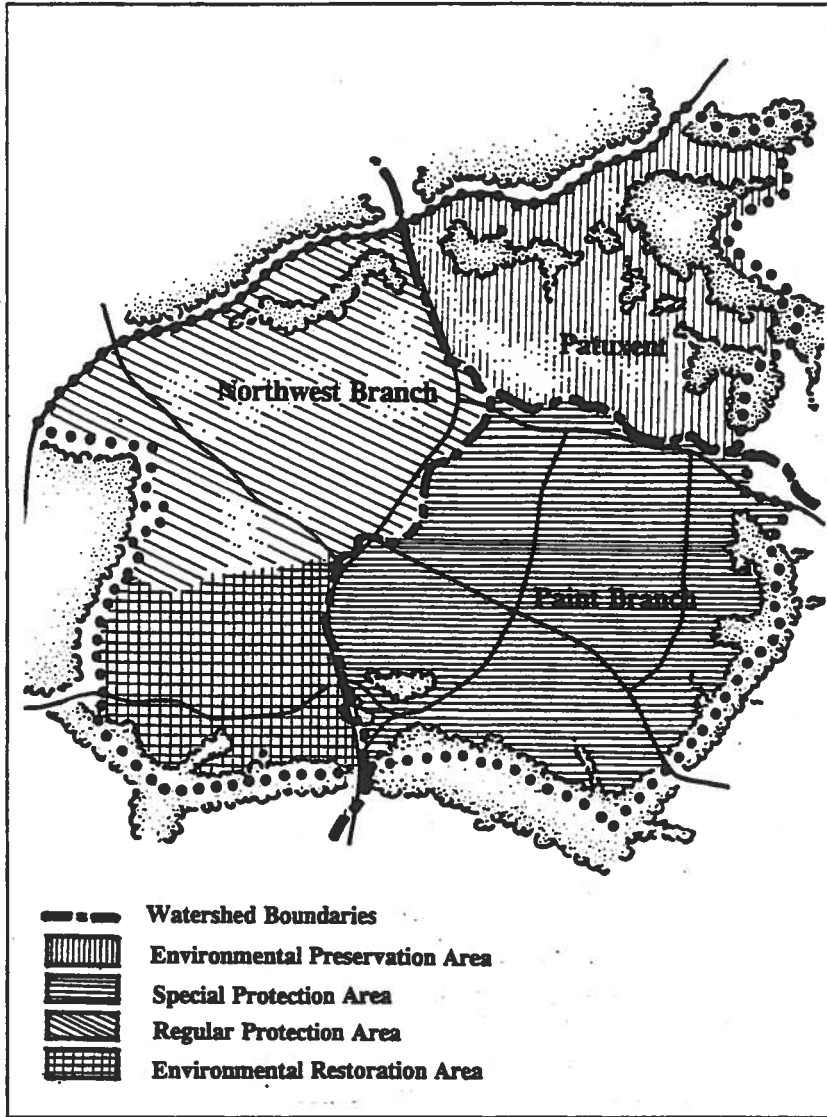 Patuxent
Northwest Branch
Paint Branch
Watershed Boundaries
Environmental Preservation Area
Special Protection Area
Regular Protection Area
Environmental Restoration Area